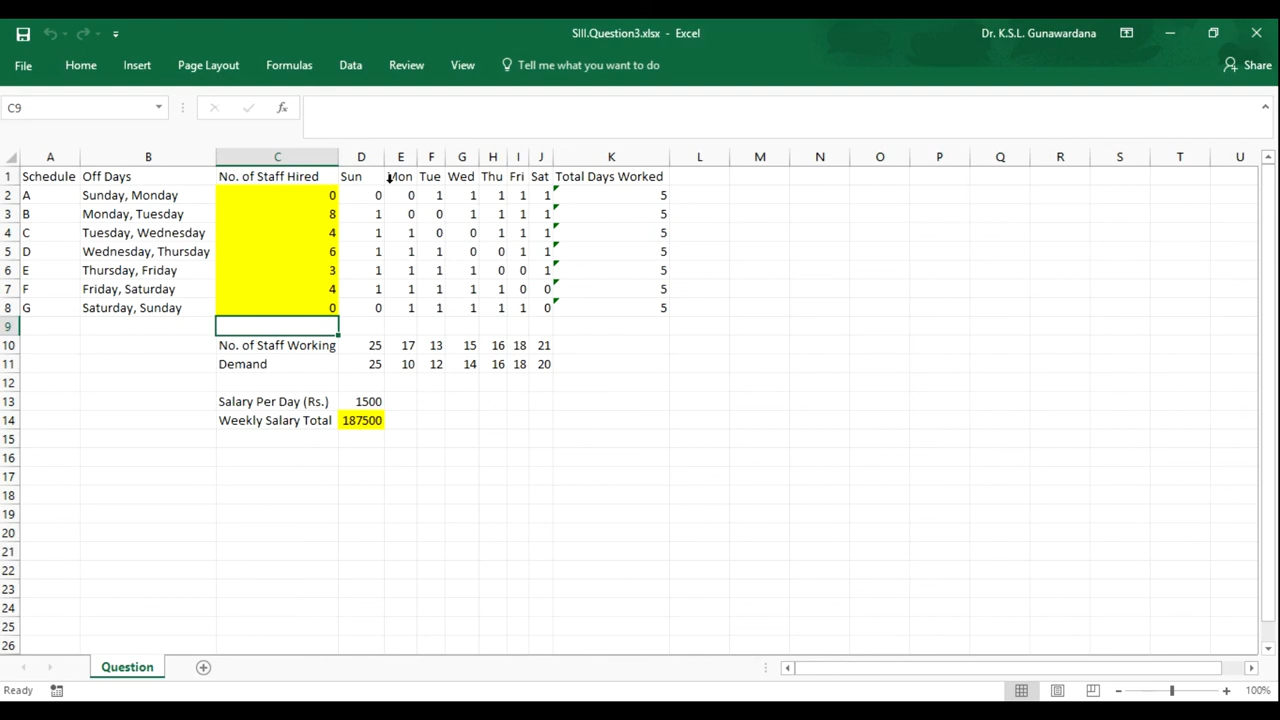 SIII.Question3.xlsx - Excel
Dr. K.S.L. Gunawardana
File Home Insert Page Layout Formulas Data Review View Tell me what you want to do Share
C9 fx
A B C D E F G H I J K L M N O P Q R S T U
1 Schedule Off Days No. of Staff Hired Sun Mon Tue Wed Thu Fri Sat Total Days Worked
2 A Sunday, Monday 0 0 0 1 1 1 1 1 5
3 B Monday, Tuesday 8 1 0 0 1 1 1 1 5
4 C Tuesday, Wednesday 4 1 1 0 0 1 1 1 5
5 D Wednesday, Thursday 6 1 1 1 0 0 1 1 5
6 E Thursday, Friday 3 1 1 1 1 0 0 1 5
7 F Friday, Saturday 4 1 1 1 1 1 0 0 5
8 G Saturday, Sunday 0 0 1 1 1 1 1 0 5
9
10 No. of Staff Working 25 17 13 15 16 18 21
11 Demand 25 10 12 14 16 18 20
12
13 Salary Per Day (Rs.) 1500
14 Weekly Salary Total 187500
15
16
17
18
19
20
21
22
23
24
25
26
Question
Ready 100%